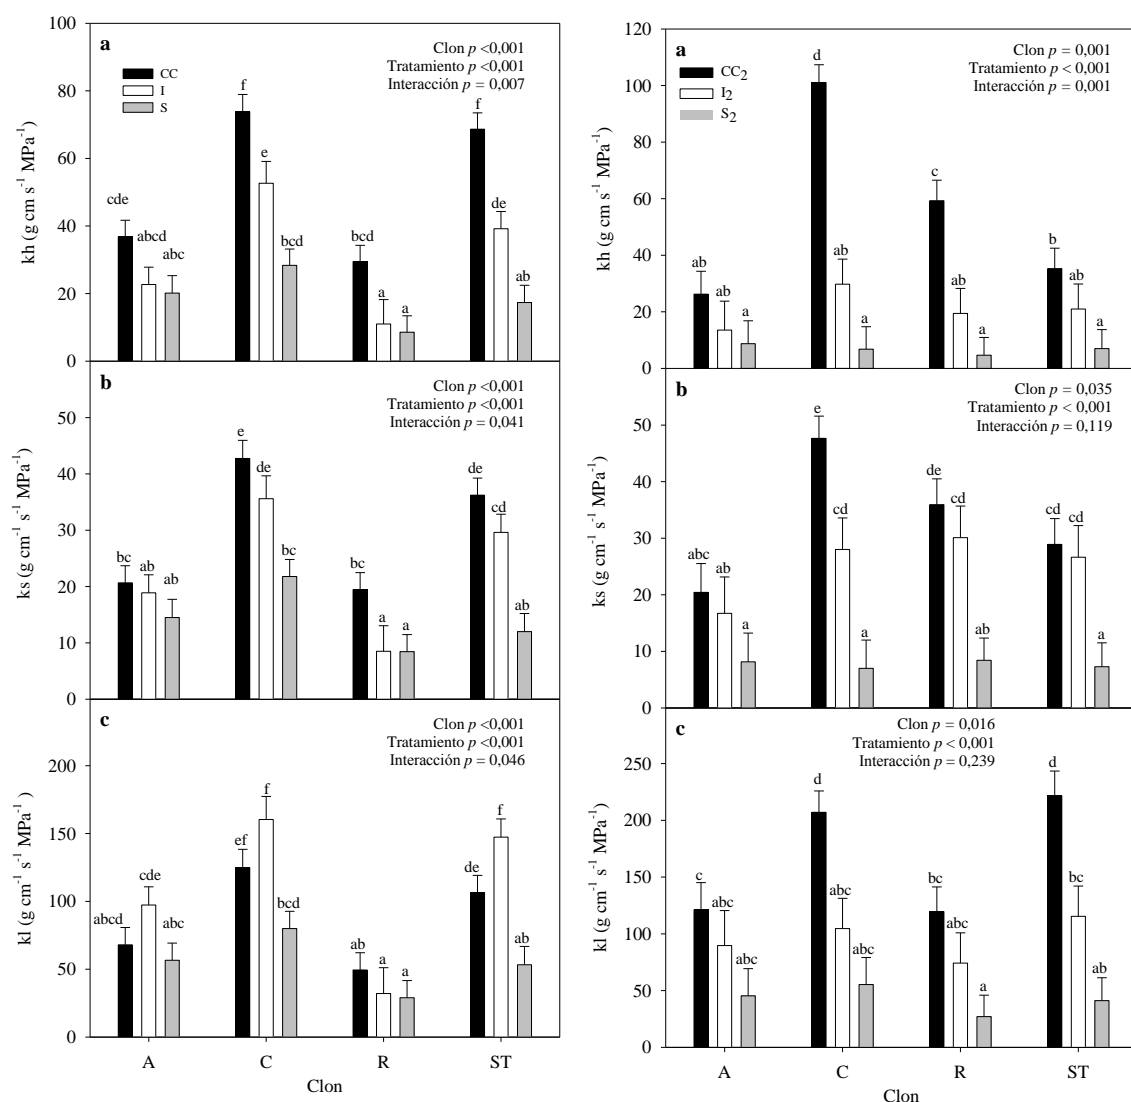 a
Clon p <0,001
Tratamiento p <0,001
Interacción p = 0,007
CC
I
S
kh (g cm s⁻¹ MPa⁻¹)
100
80
60
40
20
0
cde
abcd
abc
f
e
bcd
bcd
a
a
f
de
ab
b
Clon p <0,001
Tratamiento p <0,001
Interacción p = 0,041
ks (g cm⁻¹ s⁻¹ MPa⁻¹)
50
40
30
20
10
0
bc
ab
ab
e
de
bc
bc
a
a
de
cd
ab
c
Clon p <0,001
Tratamiento p <0,001
Interacción p = 0,046
kl (g cm⁻¹ s⁻¹ MPa⁻¹)
200
150
100
50
0
abcd
cde
abc
ef
f
bcd
ab
a
a
de
f
ab
A
C
R
ST
Clon
a
Clon p = 0,001
Tratamiento p < 0,001
Interacción p = 0,001
CC₂
I₂
S₂
kh (g cm s⁻¹ MPa⁻¹)
120
100
80
60
40
20
0
ab
ab
a
d
ab
a
c
ab
a
b
ab
a
b
Clon p = 0,035
Tratamiento p < 0,001
Interacción p = 0,119
ks (g cm⁻¹ s⁻¹ MPa⁻¹)
50
40
30
20
10
0
abc
ab
a
e
cd
a
de
cd
ab
cd
cd
a
c
Clon p = 0,016
Tratamiento p < 0,001
Interacción p = 0,239
kl (g cm⁻¹ s⁻¹ MPa⁻¹)
250
200
150
100
50
0
c
abc
abc
d
abc
abc
bc
abc
a
d
bc
ab
A
C
R
ST
Clon